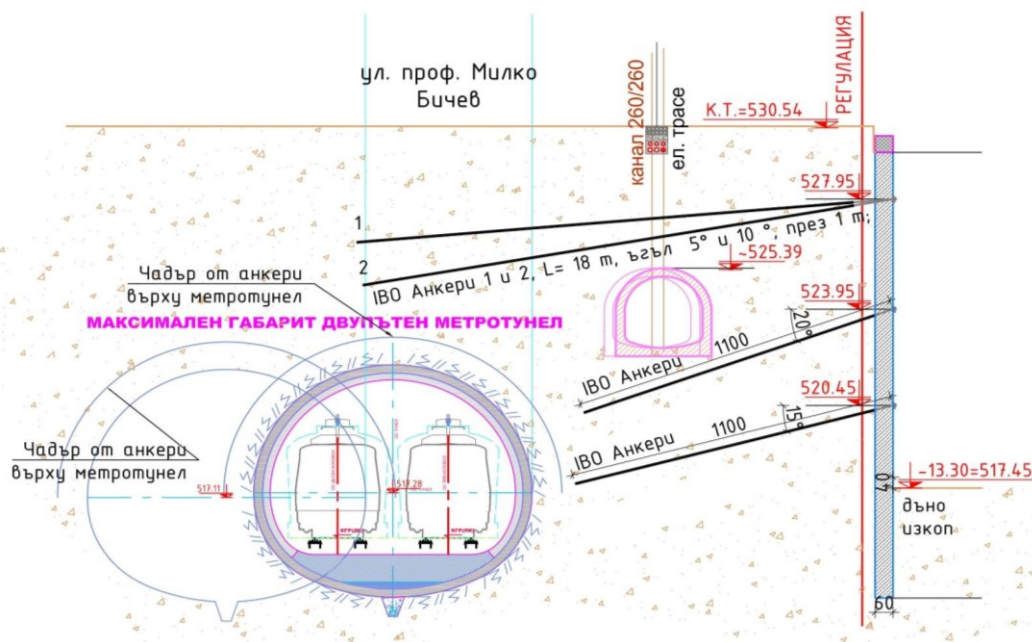 ул. проф. Милко
Бичев
канал 260/260
ел. трасе
К.Т.=530.54
РЕГУЛАЦИЯ
527.95
1
2
IBO Анкери 1 и 2, L= 18 m, ъгъл 5° и 10 °, през 1 m;
~525.39
Чадър от анкери
върху метротунел
МАКСИМАЛЕН ГАБАРИТ ДВУПЪТЕН МЕТРОТУНЕЛ
523.95
20°
IBO Анкери 1100
520.45
15°
IBO Анкери 1100
Чадър от анкери
върху метротунел
517.11
517.28
-13.30=517.45
40
дъно
изкоп
60